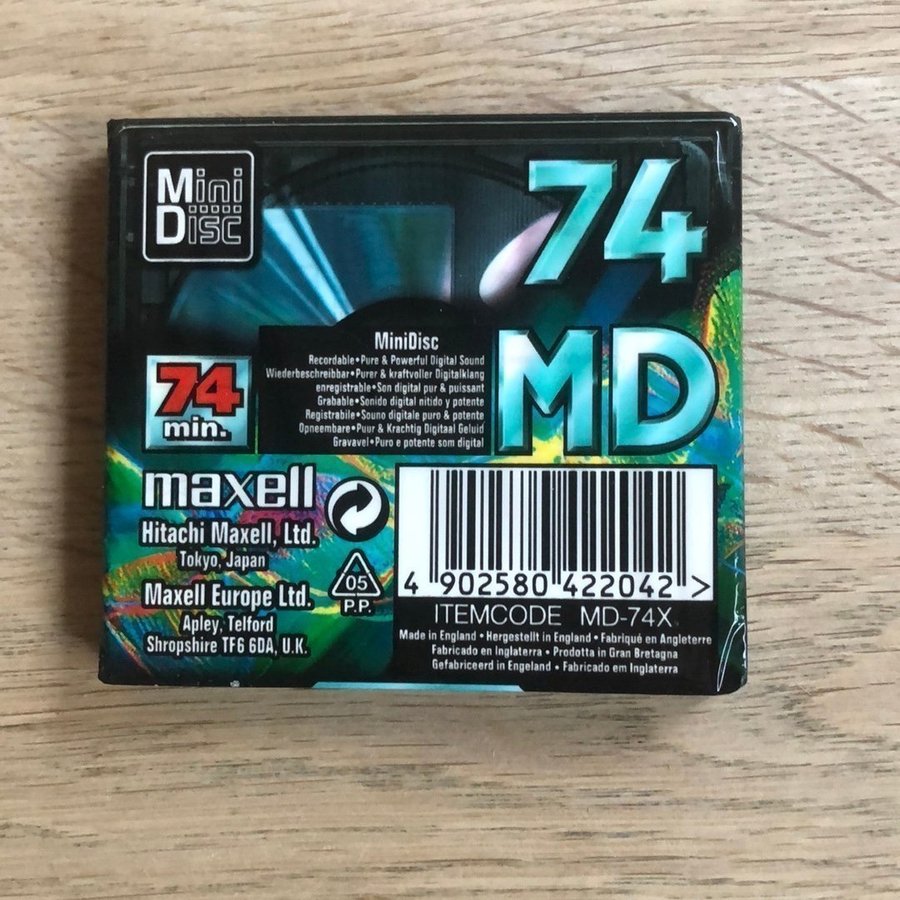 Mini
Disc
74
MD
MiniDisc
Recordable•Pure & Powerful Digital Sound
Wiederbeschreibbar•Purer & kraftvoller Digitalklang
enregistrable•Son digital pur & puissant
Grabable•Sonido digital nitido y potente
Registrabile•Souno digitale puro & potente
Opneembare•Puur & Krachtig Digitaal Geluid
Gravavel•Puro e potente som digital
74
min.
maxell
Hitachi Maxell, Ltd.
Tokyo, Japan
Maxell Europe Ltd.
Apley, Telford
Shropshire TF6 6DA, U.K.
05
P.P.
4 902580 422042 >
ITEMCODE MD-74X
Made in England • Hergestellt in England • Fabriqué en Angleterre
Fabricado en Inglaterra • Prodotta in Gran Bretagna
Gefabriceerd in Engeland • Fabricado em Inglaterra